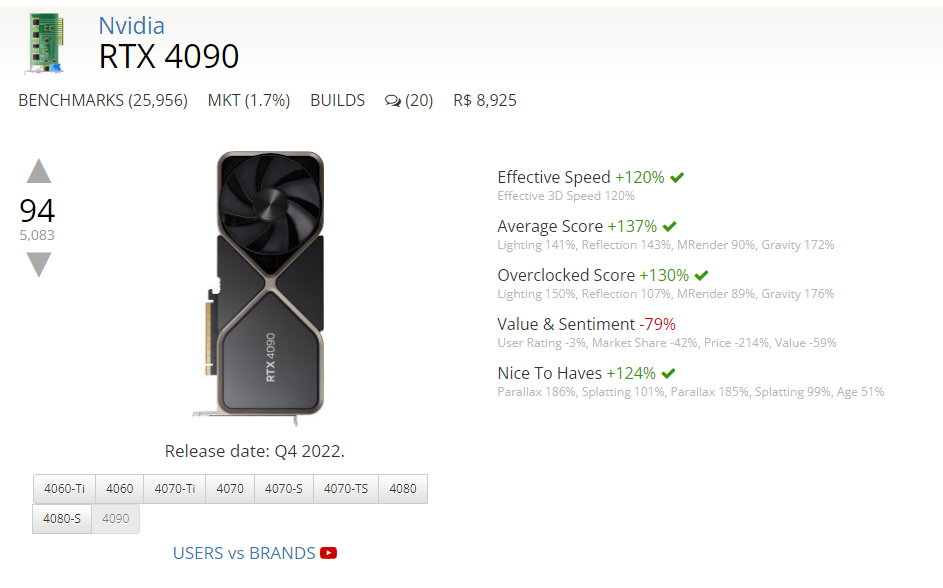 Nvidia
RTX 4090
BENCHMARKS (25,956) MKT (1.7%) BUILDS (20) R$ 8,925
94
5,083
RTX 4090
Release date: Q4 2022.
4060-Ti 4060 4070-Ti 4070 4070-S 4070-TS 4080
4080-S 4090
USERS vs BRANDS
Effective Speed +120%
Effective 3D Speed 120%
Average Score +137%
Lighting 141%, Reflection 143%, MRender 90%, Gravity 172%
Overclocked Score +130%
Lighting 150%, Reflection 107%, MRender 89%, Gravity 176%
Value & Sentiment -79%
User Rating -3%, Market Share -42%, Price -214%, Value -59%
Nice To Haves +124%
Parallax 186%, Splatting 101%, Parallax 185%, Splatting 99%, Age 51%